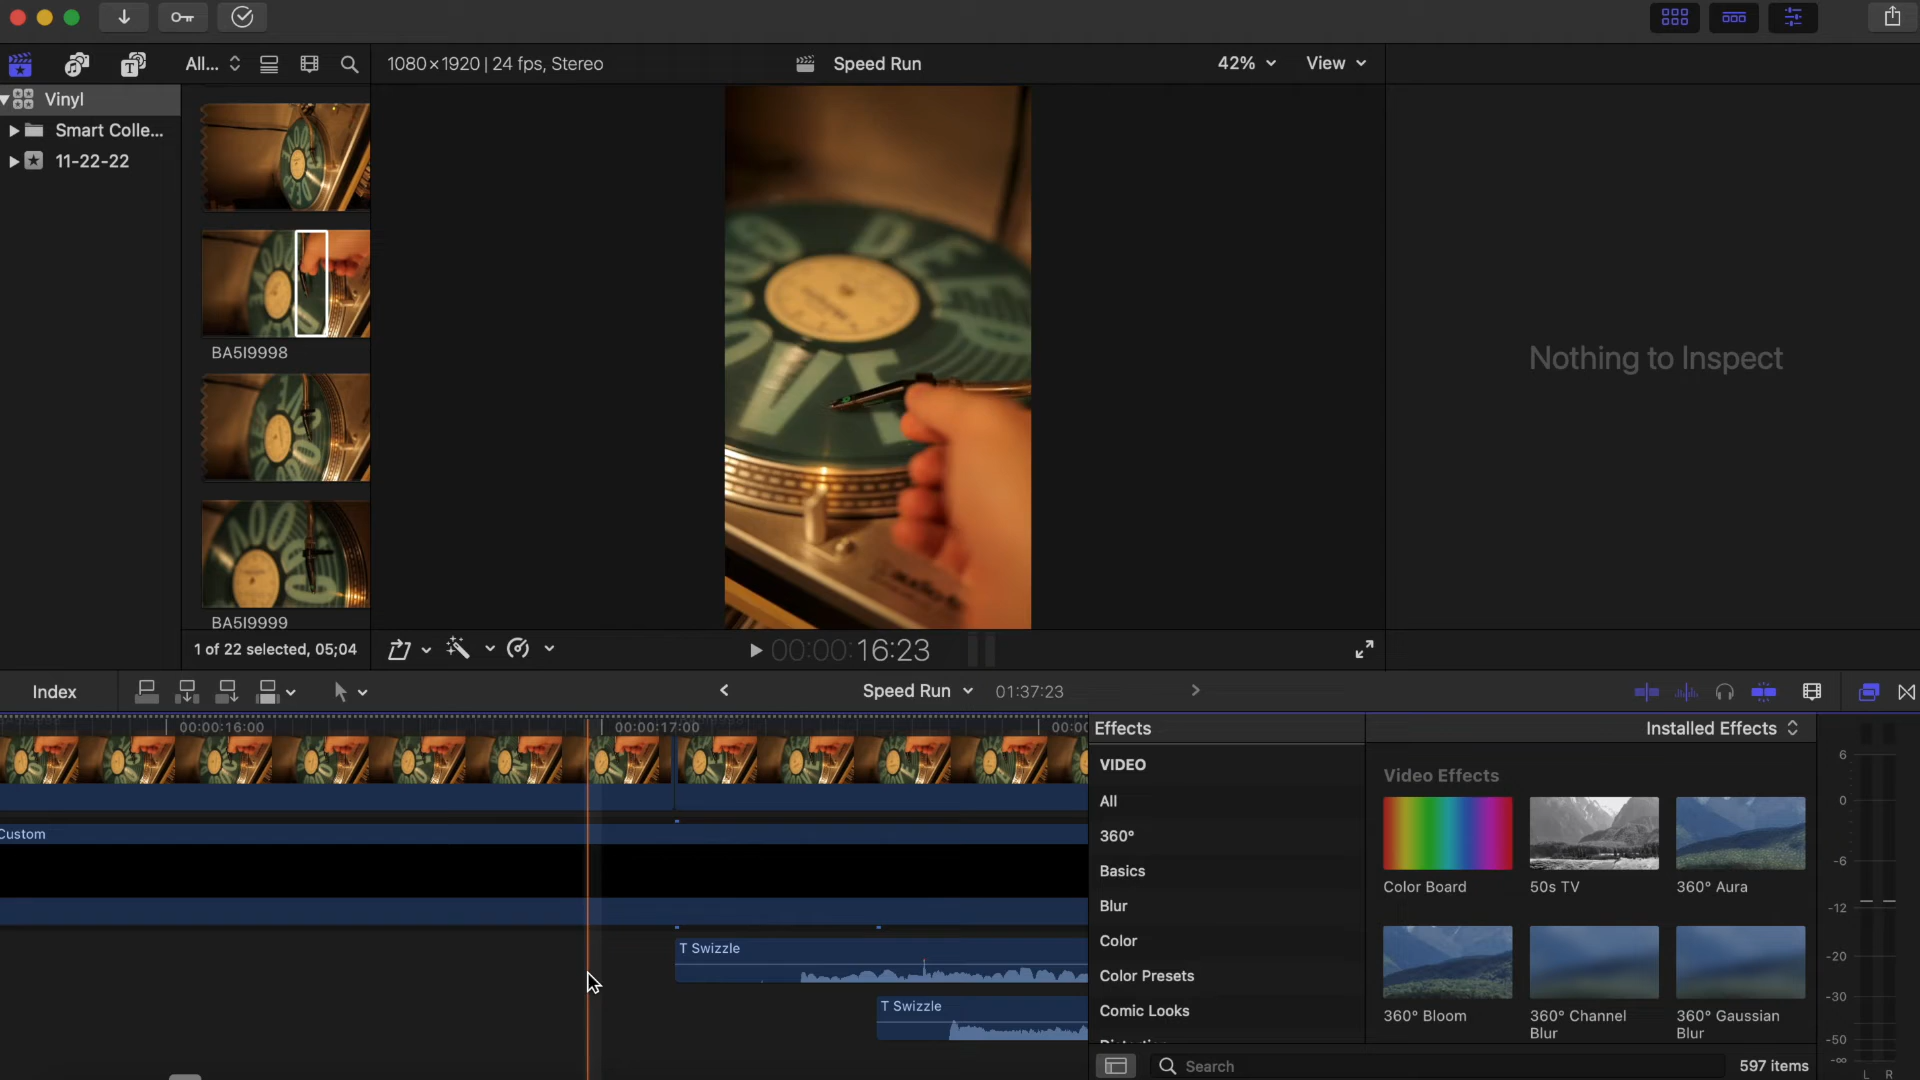 All...
1080×1920 | 24 fps, Stereo
Speed Run
42%
View
Vinyl
Smart Colle...
11-22-22
BA5I9998
BA5I9999
1 of 22 selected, 05;04
00:00:16:23
Nothing to Inspect
Index
Speed Run
01:37:23
00:00:16:00
00:00:17:00
00:00
Custom
T Swizzle
T Swizzle
Effects
Installed Effects
VIDEO
All
360°
Basics
Blur
Color
Color Presets
Comic Looks
Video Effects
Color Board
50s TV
360° Aura
360° Bloom
360° Channel
Blur
360° Gaussian
Blur
Search
597 items
6
0
-6
-12
-20
-30
-50
-∞
L R